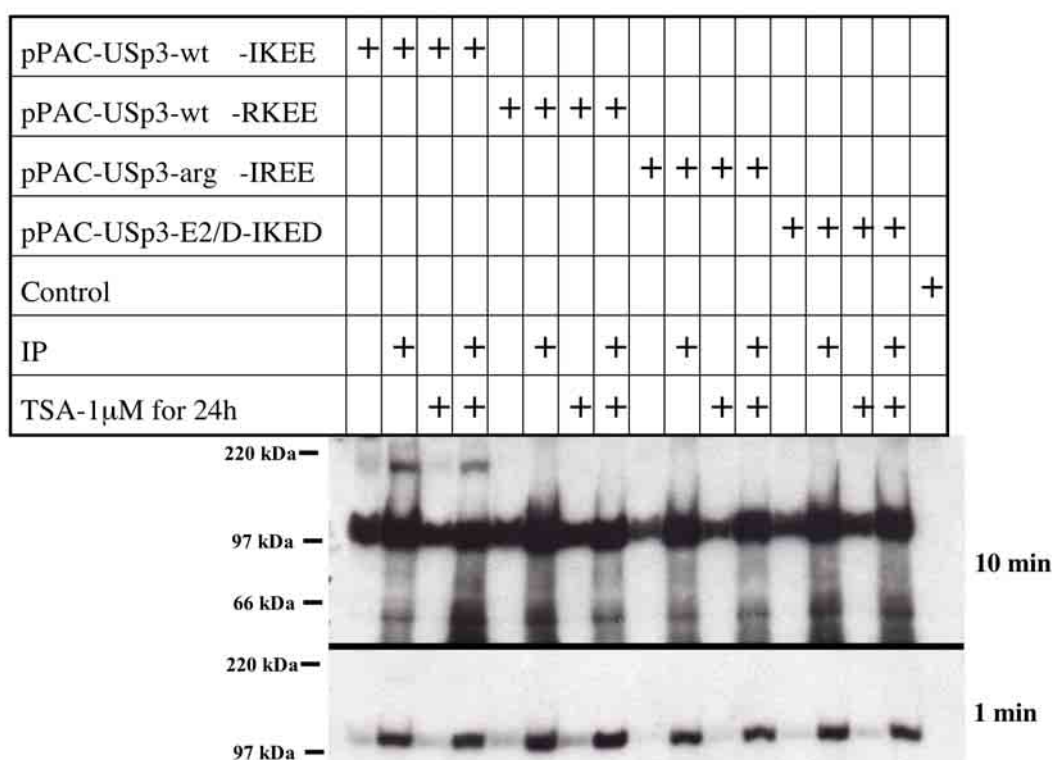 pPAC-USp3-wt -IKEE + + + +
pPAC-USp3-wt -RKEE + + + +
pPAC-USp3-arg -IREE + + + +
pPAC-USp3-E2/D-IKED + + + +
Control +
IP + + + + + + + +
TSA-1μM for 24h + + + + + + + +
220 kDa
97 kDa
10 min
66 kDa
220 kDa
1 min
97 kDa